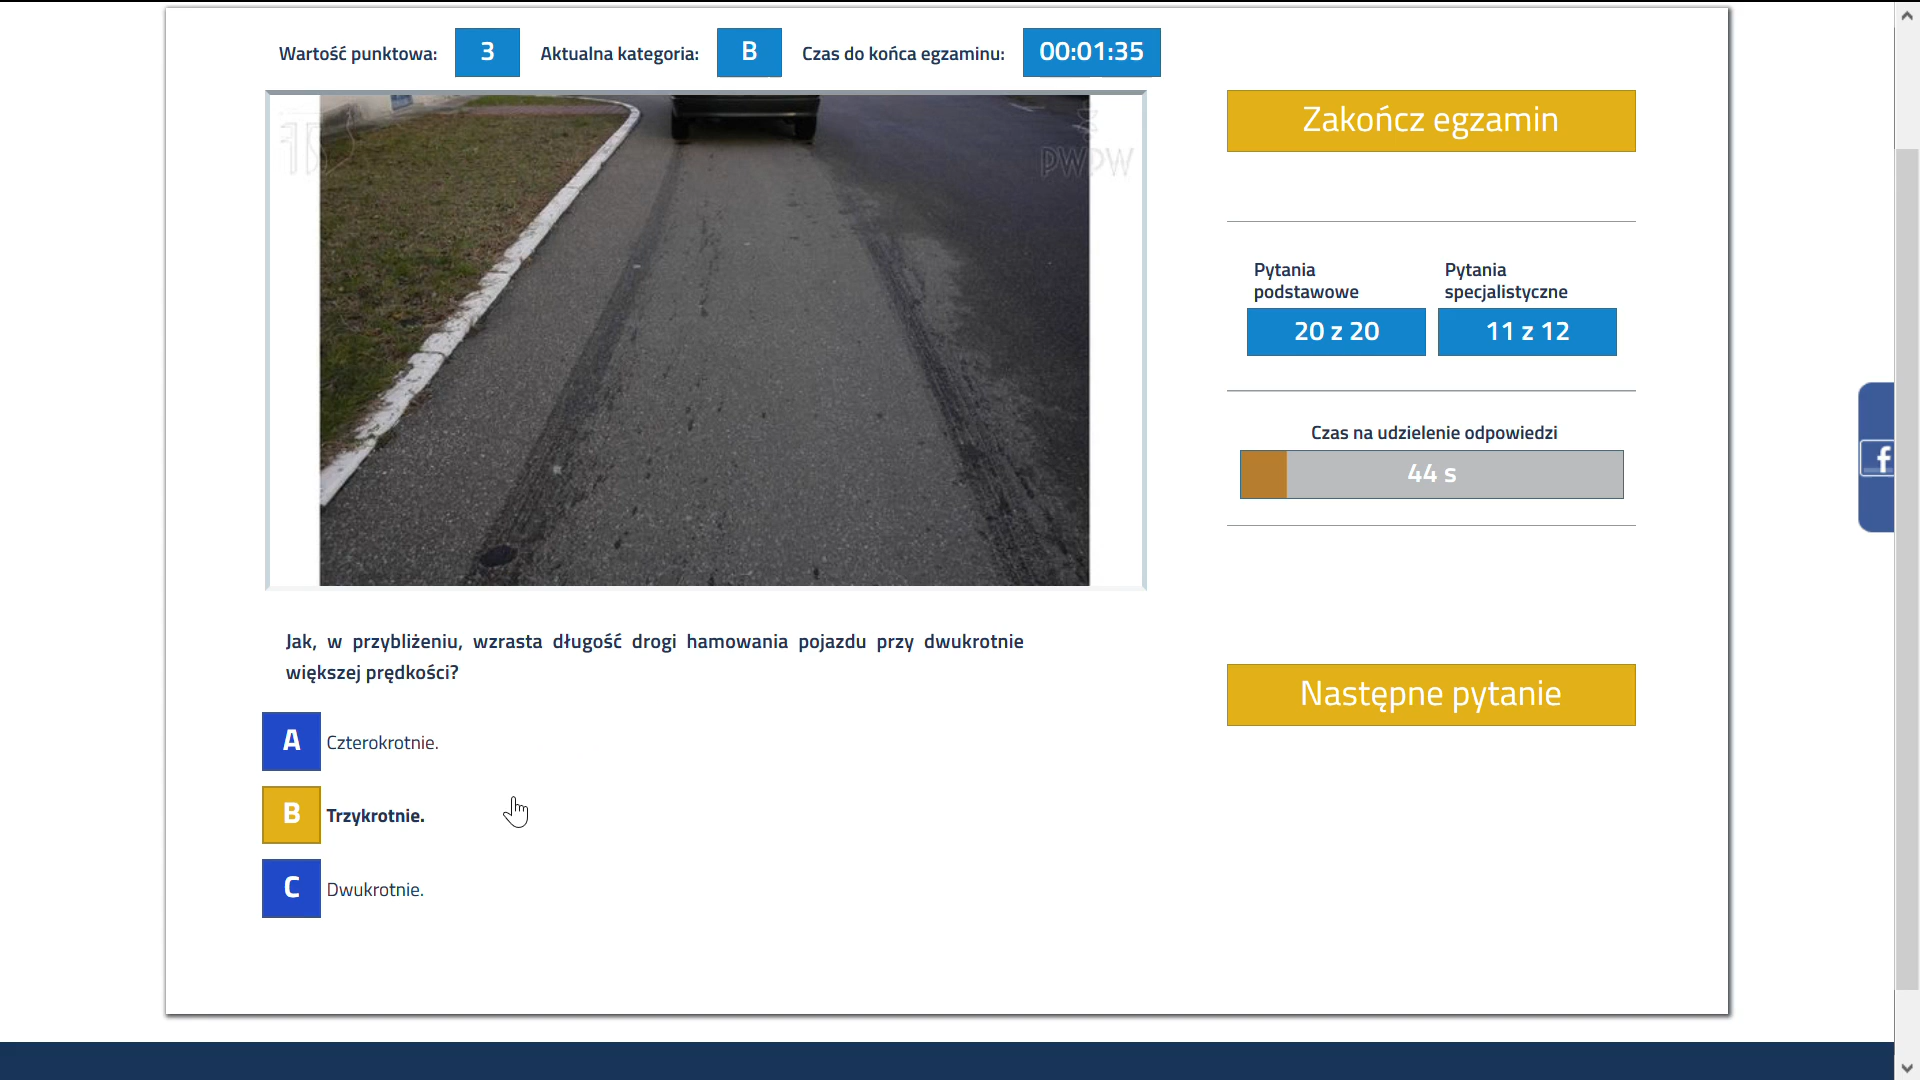 Wartość punktowa: 3 Aktualna kategoria: B Czas do końca egzaminu: 00:01:35
Zakończ egzamin
PWPW
Pytania podstawowe
20 z 20
Pytania specjalistyczne
11 z 12
Czas na udzielenie odpowiedzi
44 s
Jak, w przybliżeniu, wzrasta długość drogi hamowania pojazdu przy dwukrotnie
większej prędkości?
Następne pytanie
A Czterokrotnie.
B Trzykrotnie.
C Dwukrotnie.
f